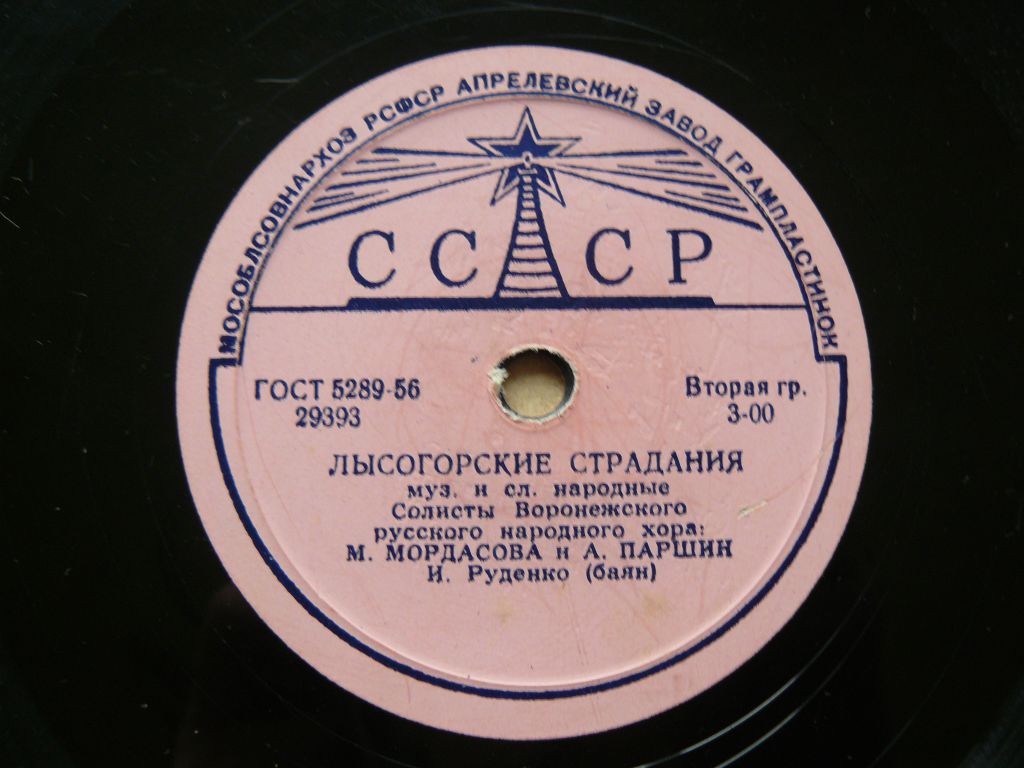 МОСОБЛСОВНАРХОЗ РСФСР АПРЕЛЕВСКИЙ ЗАВОД ГРАМПЛАСТИНОК
СССР
ГОСТ 5289-56
29393
Вторая гр.
3-00
ЛЫСОГОРСКИЕ СТРАДАНИЯ
муз. и сл. народные
Солисты Воронежского
русского народного хора:
М. МОРДАСОВА и А. ПАРШИН
И. Руденко (баян)